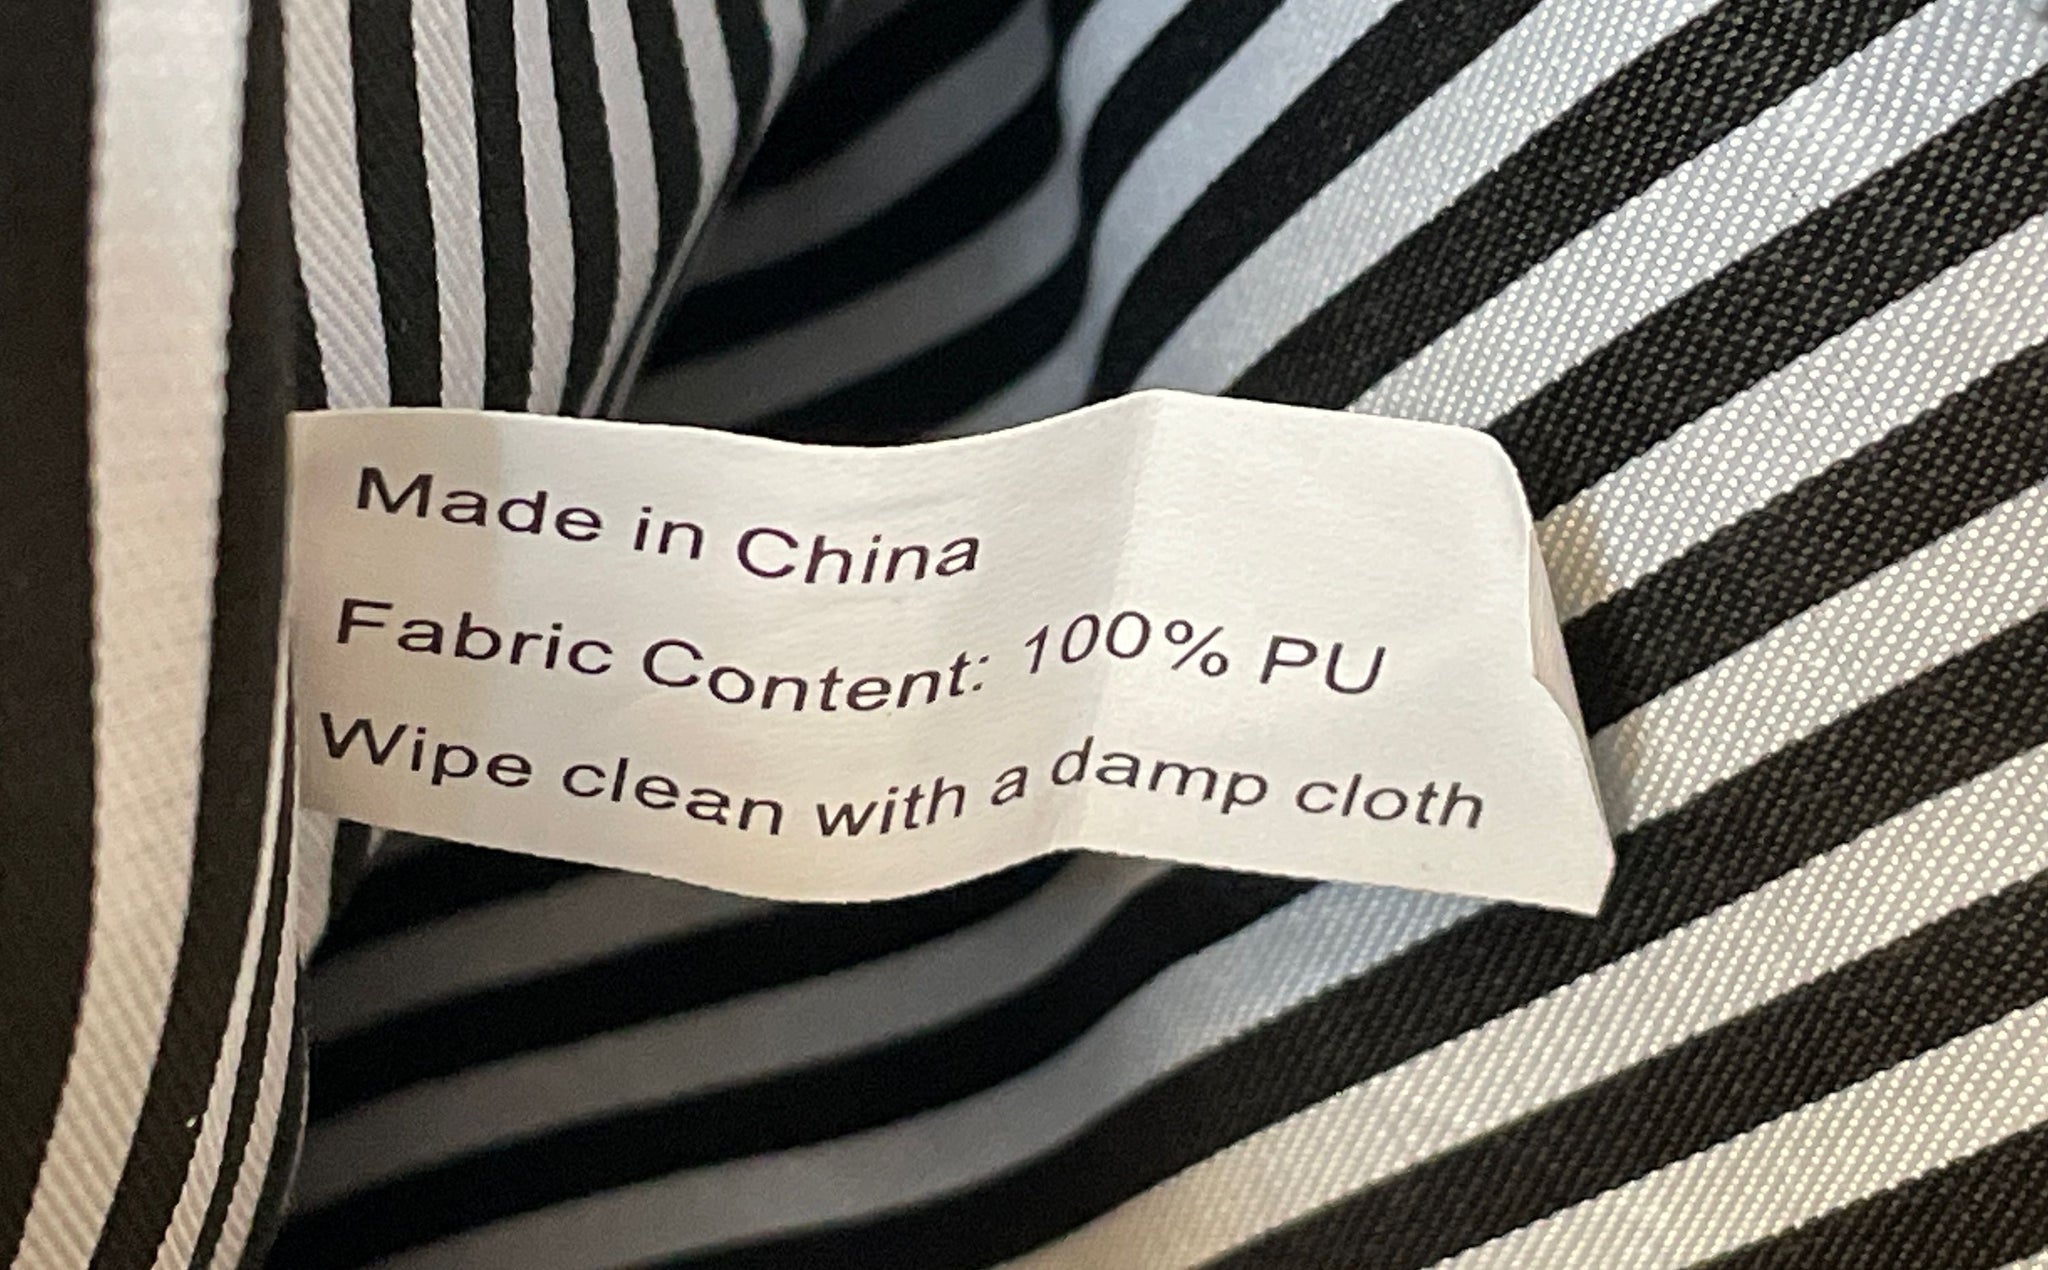 Made in China
Fabric Content: 100% PU
Wipe clean with a damp cloth